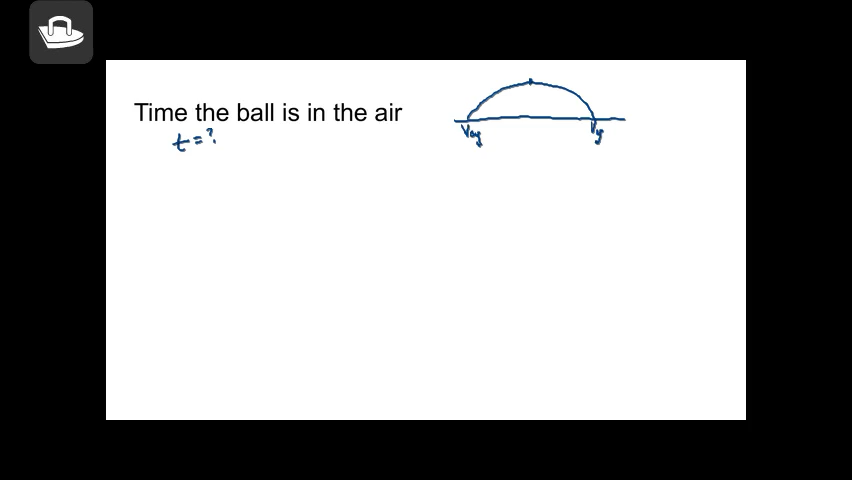 Time the ball is in the air
t = ?
Voy
Vy